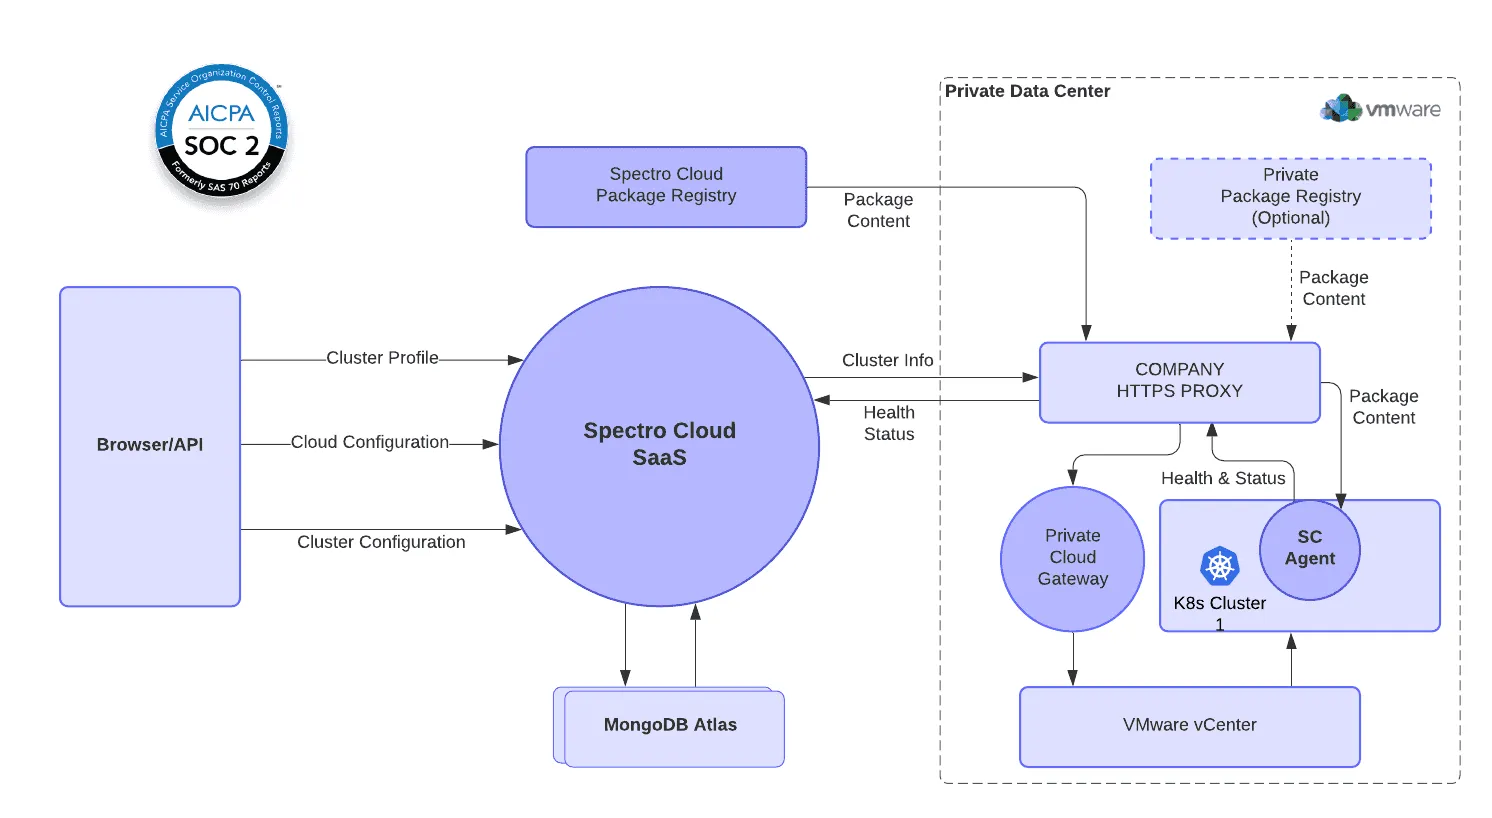 AICPA Service Organization Control Reports
AICPA
SOC 2
Formerly SAS 70 Reports
Private Data Center
vmware
Spectro Cloud
Package Registry
Package
Content
Private
Package Registry
(Optional)
Package
Content
Browser/API
Cluster Profile
Cloud Configuration
Cluster Configuration
Spectro Cloud
SaaS
Cluster Info
Health
Status
COMPANY
HTTPS PROXY
Package
Content
Health & Status
Private
Cloud
Gateway
SC
Agent
K8s Cluster
1
MongoDB Atlas
VMware vCenter